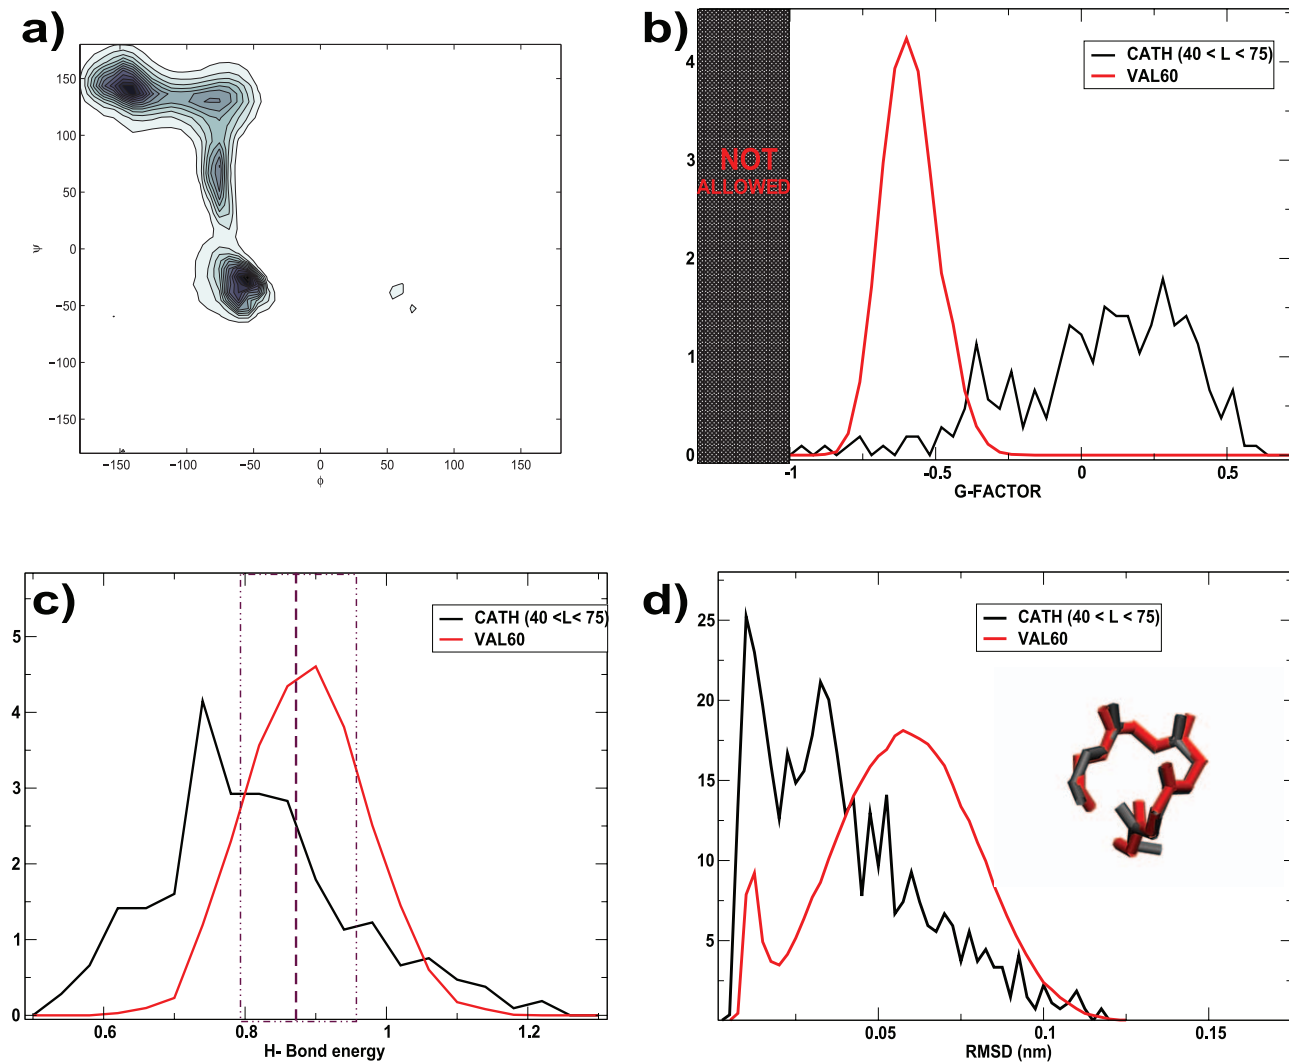 a)
150
100
50
0
−50
−100
−150
ψ
−150
−100
−50
0
50
100
150
ϕ
b)
4
3
2
1
0
CATH (40 < L < 75)
VAL60
NOT
ALLOWED
-1
-0.5
0
0.5
G-FACTOR
c)
5
4
3
2
1
0
CATH (40 <L< 75)
VAL60
0.6
0.8
1
1.2
H- Bond energy
d)
25
20
15
10
5
CATH (40 < L < 75)
VAL60
0.05
0.1
0.15
RMSD (nm)